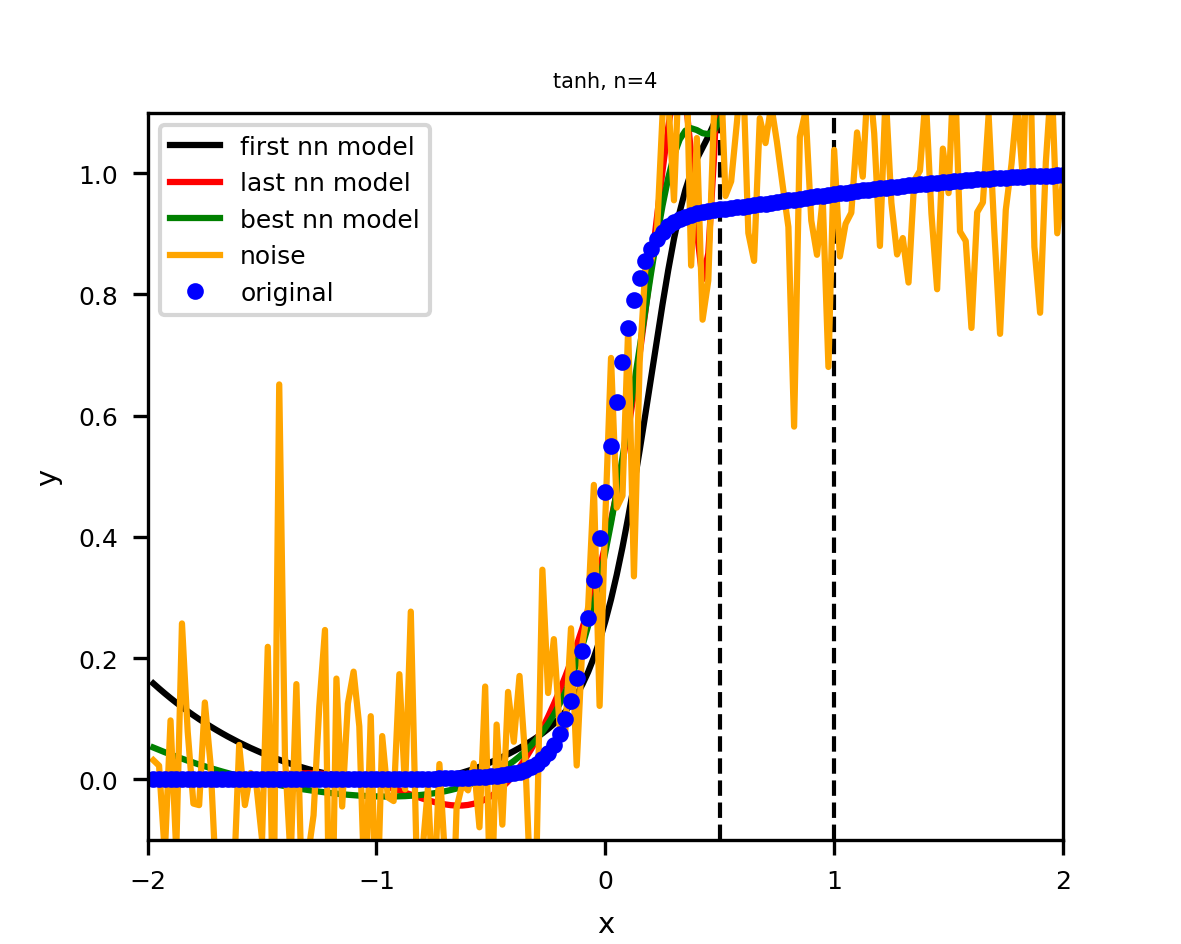 tanh, n=4
first nn model
last nn model
best nn model
noise
original
1.0
0.8
0.6
0.4
0.2
0.0
y
−2
−1
0
1
2
x